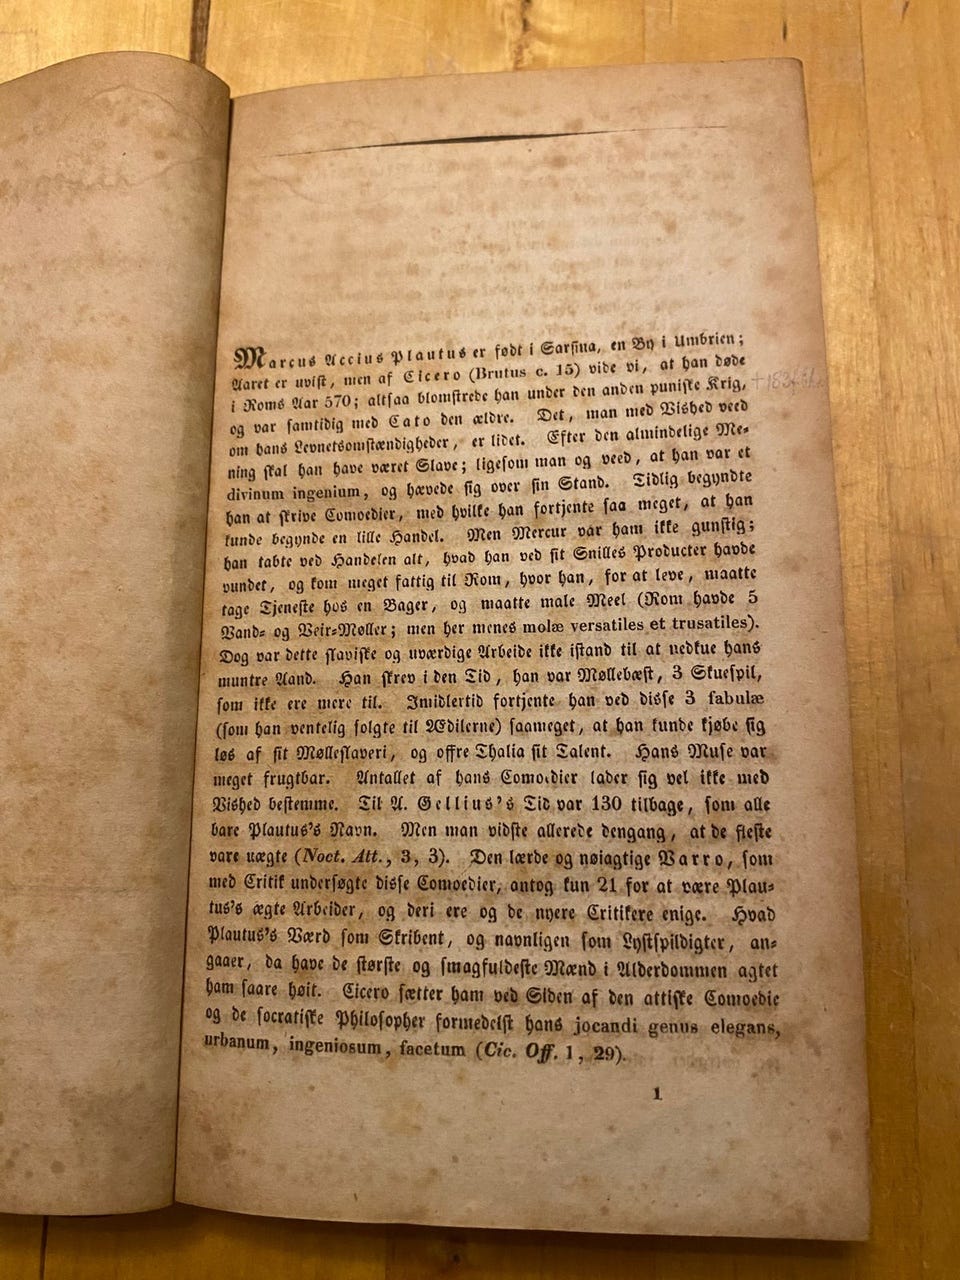 Marcus Accius Plautus er født i Sarsina, en By i Umbrien;
Aaret er uvist, men af Cicero (Brutus c. 15) vide vi, at han døde
i Roms Aar 570; altsaa blomstrede han under den anden puniske Krig,
og var samtidig med Cato den ældre. Det, man med Vished veed
om hans Levnetsomstændigheder, er lidet. Efter den almindelige Me-
ning skal han have været Slave; ligesom man og veed, at han var et
divinum ingenium, og hævede sig over sin Stand. Tidlig begyndte
han at skrive Comoedier, med hvilke han fortjente saa meget, at han
kunde begynde en lille Handel. Men Mercur var ham ikke gunstig;
han tabte ved Handelen alt, hvad han ved sit Snilles Producter havde
vundet, og kom meget fattig til Rom, hvor han, for at leve, maatte
tage Tjeneste hos en Bager, og maatte male Meel (Rom havde 5
Vand- og Veir-Møller; men her menes molæ versatiles et trusatiles).
Dog var dette slaviske og uværdige Arbeide ikke istand til at nedkue hans
muntre Aand. Han skrev i den Tid, han var Møllebæst, 3 Skuespil,
som ikke ere mere til. Imidlertid fortjente han ved disse 3 fabulæ
(som han ventelig solgte til Ædilerne) saameget, at han kunde kjøbe sig
løs af sit Mølleslaveri, og offre Thalia sit Talent. Hans Muse var
meget frugtbar. Antallet af hans Comoedier lader sig vel ikke med
Vished bestemme. Til A. Gellius's Tid var 130 tilbage, som alle
bare Plautus's Navn. Men man vidste allerede dengang, at de fleste
vare uægte (Noct. Att., 3, 3). Den lærde og nøiagtige Varro, som
med Critik undersøgte disse Comoedier, antog kun 21 for at være Plau-
tus's ægte Arbeider, og deri ere og de nyere Critikere enige. Hvad
Plautus's Værd som Skribent, og navnligen som Lystspildigter, an-
gaaer, da have de største og smagfuldeste Mænd i Alderdommen agtet
ham saare høit. Cicero sætter ham ved Siden af den attiske Comoedie
og de socratiske Philosopher formedelst hans jocandi genus elegans,
urbanum, ingeniosum, facetum (Cic. Off. 1, 29).
1